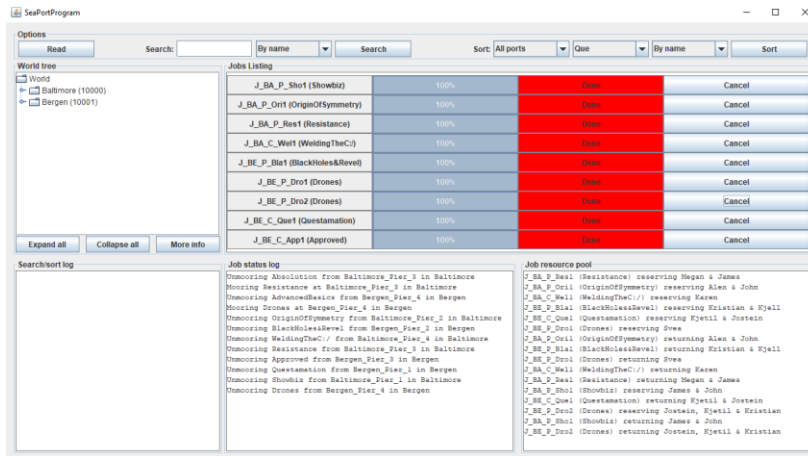 SeaPortProgram
Options
Read Search: By name Search Sort: All ports Que By name Sort
World tree
World
Baltimore (10000)
Bergen (10001)
Expand all Collapse all More info
Jobs Listing
J_BA_P_Sho1 (Showbiz) 100% Done Cancel
J_BA_P_Ori1 (OriginOfSymmetry) 100% Done Cancel
J_BA_P_Res1 (Resistance) 100% Done Cancel
J_BA_C_Wel1 (WeldingTheC:/) 100% Done Cancel
J_BE_P_Bla1 (BlackHoles&Revel) 100% Done Cancel
J_BE_P_Dro1 (Drones) 100% Done Cancel
J_BE_P_Dro2 (Drones) 100% Done Cancel
J_BE_C_Que1 (Questamation) 100% Done Cancel
J_BE_C_App1 (Approved) 100% Done Cancel
Search/sort log
Job status log
Unmooring Absolution from Baltimore_Pier_3 in Baltimore
Mooring Resistance at Baltimore_Pier_3 in Baltimore
Unmooring AdvancedBasics from Bergen_Pier_4 in Bergen
Mooring Drones at Bergen_Pier_4 in Bergen
Unmooring OriginOfSymmetry from Baltimore_Pier_2 in Baltimore
Unmooring BlackHoles&Revel from Bergen_Pier_2 in Bergen
Unmooring WeldingTheC:/ from Baltimore_Pier_4 in Baltimore
Unmooring Resistance from Baltimore_Pier_3 in Baltimore
Unmooring Approved from Bergen_Pier_3 in Bergen
Unmooring Questamation from Bergen_Pier_1 in Bergen
Unmooring Showbiz from Baltimore_Pier_1 in Baltimore
Unmooring Drones from Bergen_Pier_4 in Bergen
Job resource pool
J_BA_P_Res1 (Resistance) reserving Megan & James
J_BA_P_Ori1 (OriginOfSymmetry) reserving Alex & John
J_BA_C_Wel1 (WeldingTheC:/) reserving Karen
J_BE_P_Bla1 (BlackHoles&Revel) reserving Kristian & Kjell
J_BE_C_Que1 (Questamation) reserving Kjetil & Jostein
J_BE_P_Dro1 (Drones) reserving Svea
J_BA_P_Ori1 (OriginOfSymmetry) returning Alex & John
J_BE_P_Bla1 (BlackHoles&Revel) returning Kristian & Kjell
J_BE_P_Dro1 (Drones) returning Svea
J_BA_C_Wel1 (WeldingTheC:/) returning Karen
J_BA_P_Res1 (Resistance) returning Megan & James
J_BA_P_Sho1 (Showbiz) reserving James & John
J_BE_C_Que1 (Questamation) returning Kjetil & Jostein
J_BE_P_Dro2 (Drones) reserving Jostein, Kjetil & Kristian
J_BA_P_Sho1 (Showbiz) returning James & John
J_BE_P_Dro2 (Drones) returning Jostein, Kjetil & Kristian